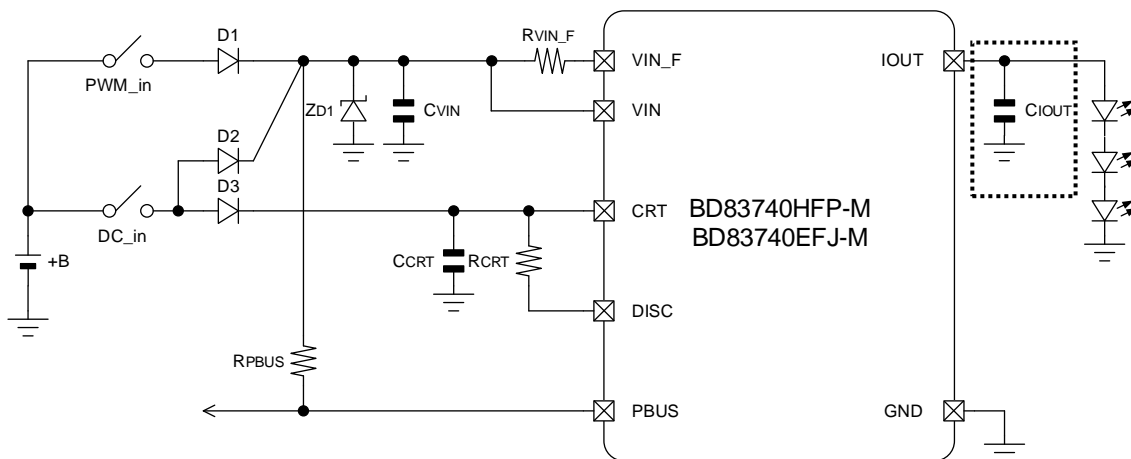 D1
RVIN_F
VIN_F
IOUT
PWM_in
ZD1
CVIN
VIN
CIOUT
D2
D3
CRT
BD83740HFP-M
BD83740EFJ-M
DC_in
+B
CCRT
RCRT
DISC
RPBUS
PBUS
GND